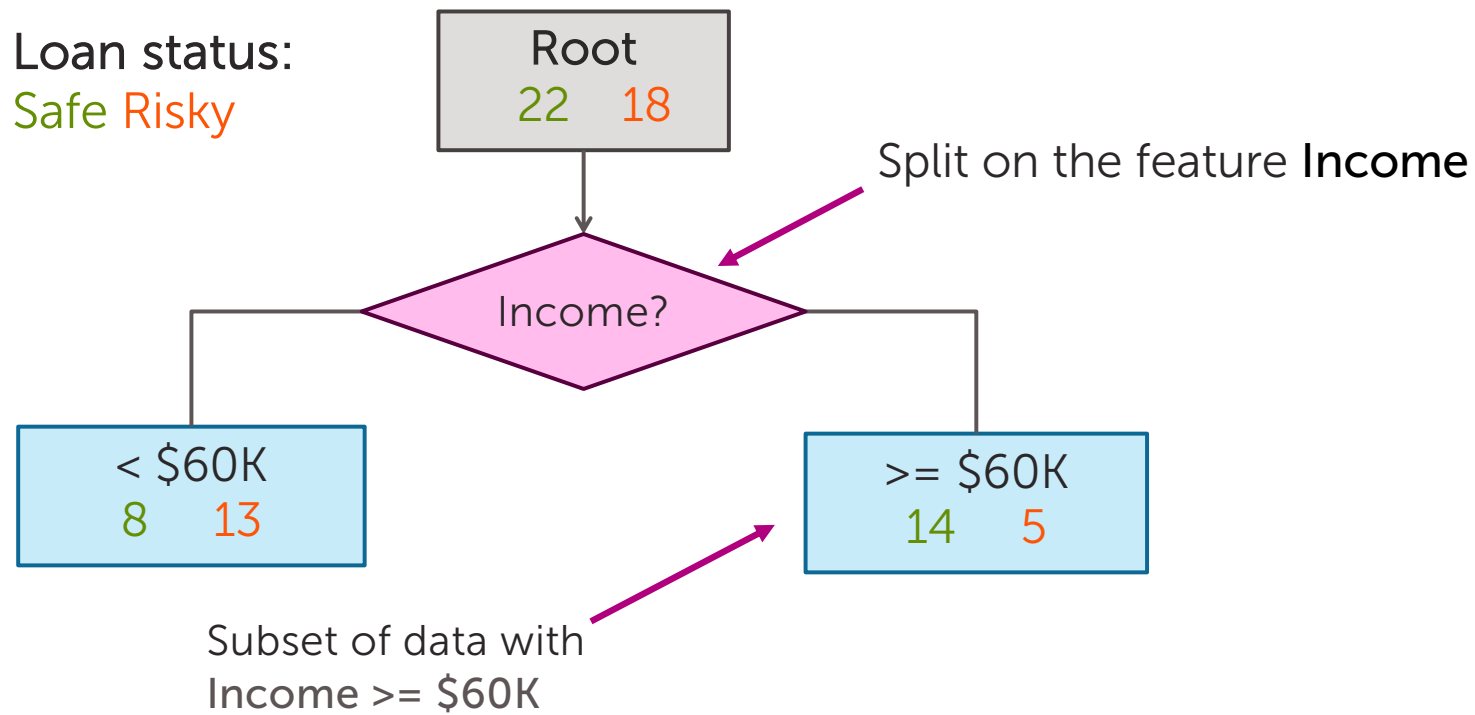 Loan status:
Safe Risky
Root
22 18
Split on the feature Income
Income?
< $60K
8 13
>= $60K
14 5
Subset of data with
Income >= $60K